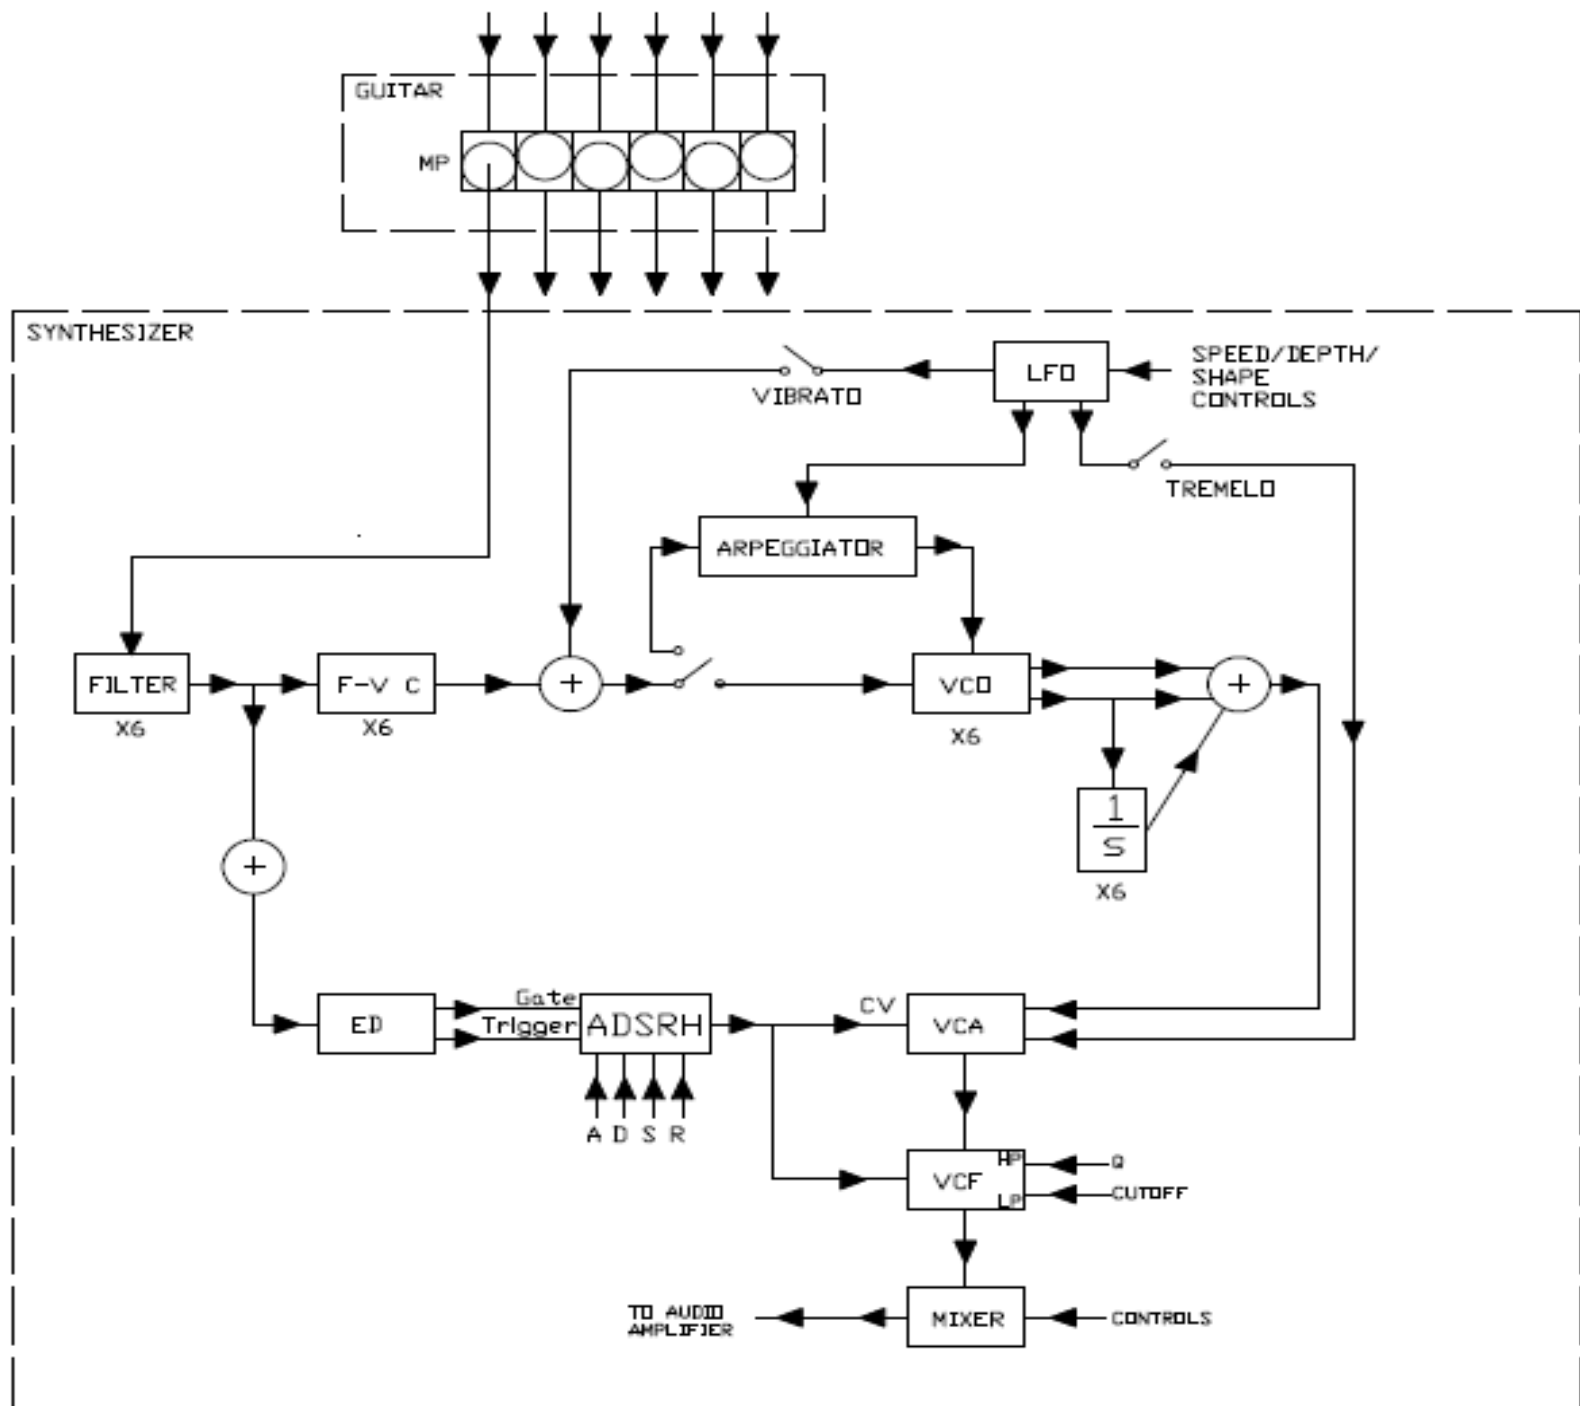 GUITAR
MP
SYNTHESIZER
LFO
SPEED/DEPTH/
SHAPE
CONTROLS
VIBRATO
TREMELO
ARPEGGIATOR
FILTER
X6
F-V C
X6
+
VCO
X6
+
1
S
X6
+
ED
Gate
Trigger
ADSRH
A D S R
CV
VCA
VCF
HP
LP
Q
CUTOFF
MIXER
CONTROLS
TO AUDIO
AMPLIFIER